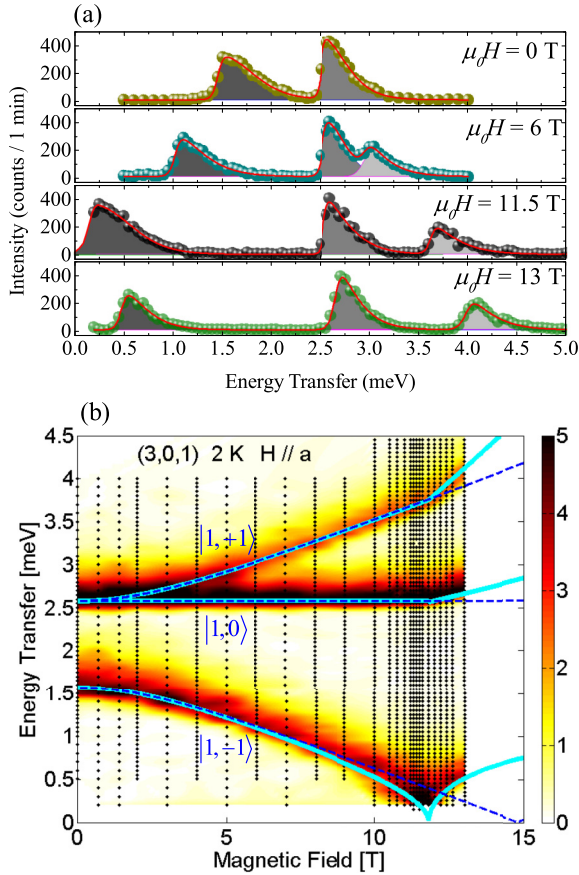 (a)
400
200
0
μ₀H = 0 T
400
200
0
μ₀H = 6 T
400
200
0
μ₀H = 11.5 T
400
200
0
μ₀H = 13 T
Intensity (counts / 1 min)
0.0 0.5 1.0 1.5 2.0 2.5 3.0 3.5 4.0 4.5 5.0
Energy Transfer (meV)
(b)
(3,0,1) 2 K H // a
|1,+1⟩
|1,0⟩
|1,−1⟩
4.5
4
3.5
3
2.5
2
1.5
1
0.5
0
Energy Transfer [meV]
0 5 10 15
Magnetic Field [T]
5
4
3
2
1
0